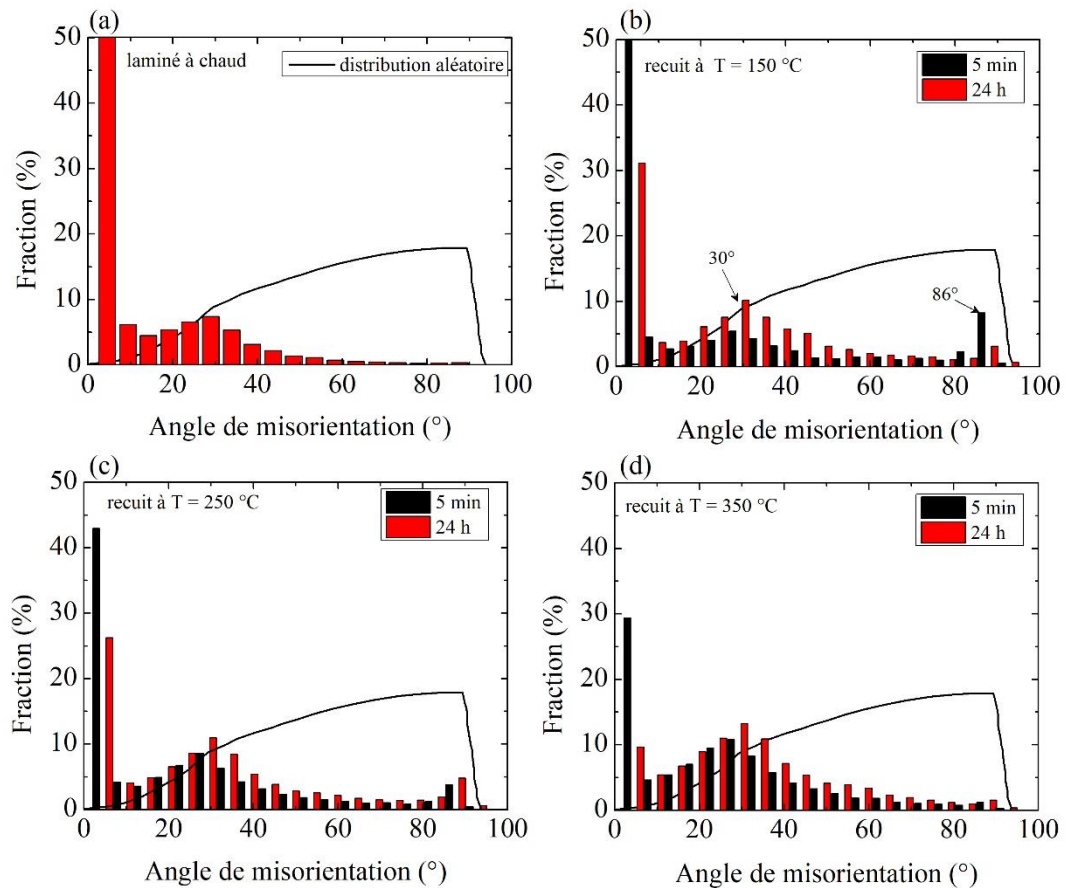 (a)
laminé à chaud
distribution aléatoire
50
40
30
20
10
0
Fraction (%)
0 20 40 60 80 100
Angle de misorientation (°)
(b)
recuit à T = 150 °C
5 min
24 h
30°
86°
50
40
30
20
10
0
Fraction (%)
0 20 40 60 80 100
Angle de misorientation (°)
(c)
recuit à T = 250 °C
5 min
24 h
50
40
30
20
10
0
Fraction (%)
0 20 40 60 80 100
Angle de misorientation (°)
(d)
recuit à T = 350 °C
5 min
24 h
50
40
30
20
10
0
Fraction (%)
0 20 40 60 80 100
Angle de misorientation (°)